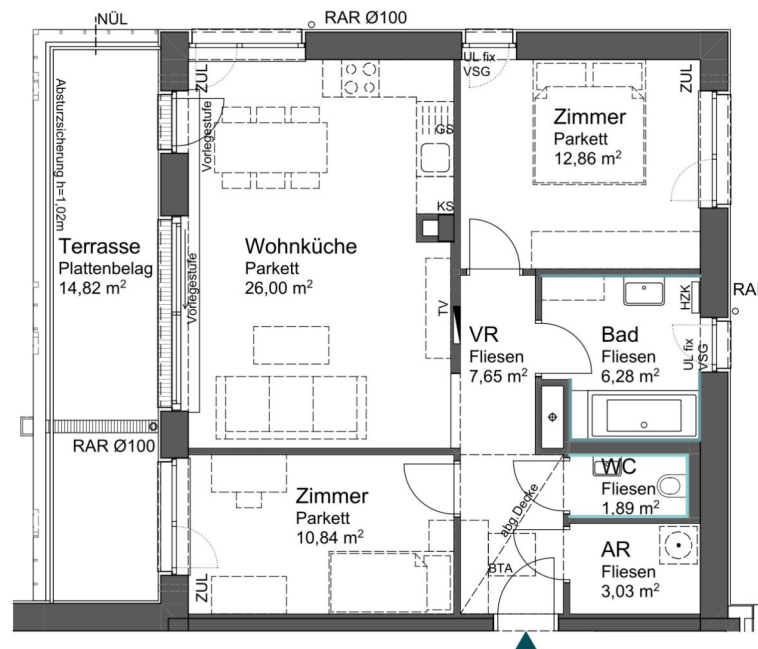 NÜL
RAR Ø100
ZUL
UL fix
VSG
ZUL
Absturzsicherung h=1,02m
Vorlegestufe
GS
KS
Zimmer
Parkett
12,86 m²
Terrasse
Plattenbelag
14,82 m²
Wohnküche
Parkett
26,00 m²
Vorlegestufe
TV
VR
Fliesen
7,65 m²
Bad
Fliesen
6,28 m²
HZK
UL fix
VSG
RA
RAR Ø100
Zimmer
Parkett
10,84 m²
ZUL
abg.Decke
BTA
WC
Fliesen
1,89 m²
AR
Fliesen
3,03 m²